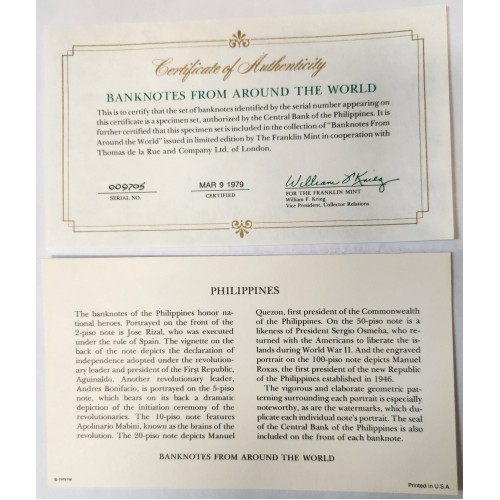 Certificate of Authenticity
BANKNOTES FROM AROUND THE WORLD
This is to certify that the set of banknotes identified by the serial number appearing on
this certificate is a specimen set, authorized by the Central Bank of the Philippines. It is
further certified that this specimen set is included in the collection of "Banknotes From
Around the World" issued in limited edition by The Franklin Mint in cooperation with
Thomas de la Rue and Company Ltd. of London.
009705
SERIAL NO.
MAR 9 1979
CERTIFIED
William F Krieg
FOR THE FRANKLIN MINT
William F. Krieg
Vice President, Collector Relations
PHILIPPINES
The banknotes of the Philippines honor na-
tional heroes. Portrayed on the front of the
2-piso note is Jose Rizal, who was executed
under the rule of Spain. The vignette on the
back of the note depicts the declaration of
independence adopted under the revolution-
ary leader and president of the First Republic,
Aguinaldo. Another revolutionary leader,
Andres Bonifacio, is portrayed on the 5-piso
note, which bears on its back a dramatic
depiction of the initiation ceremony of the
revolutionaries. The 10-piso note features
Apolinario Mabini, known as the brains of the
revolution. The 20-piso note depicts Manuel
Quezon, first president of the Commonwealth
of the Philippines. On the 50-piso note is a
likeness of President Sergio Osmeña, who re-
turned with the Americans to liberate the is-
lands during World War II. And the engraved
portrait on the 100-piso note depicts Manuel
Roxas, the first president of the new Republic
of the Philippines established in 1946.
The vigorous and elaborate geometric pat-
terning surrounding each portrait is especially
noteworthy, as are the watermarks, which du-
plicate each individual note's portrait. The seal
of the Central Bank of the Philippines is also
included on the front of each banknote.
BANKNOTES FROM AROUND THE WORLD
Printed in U.S.A.